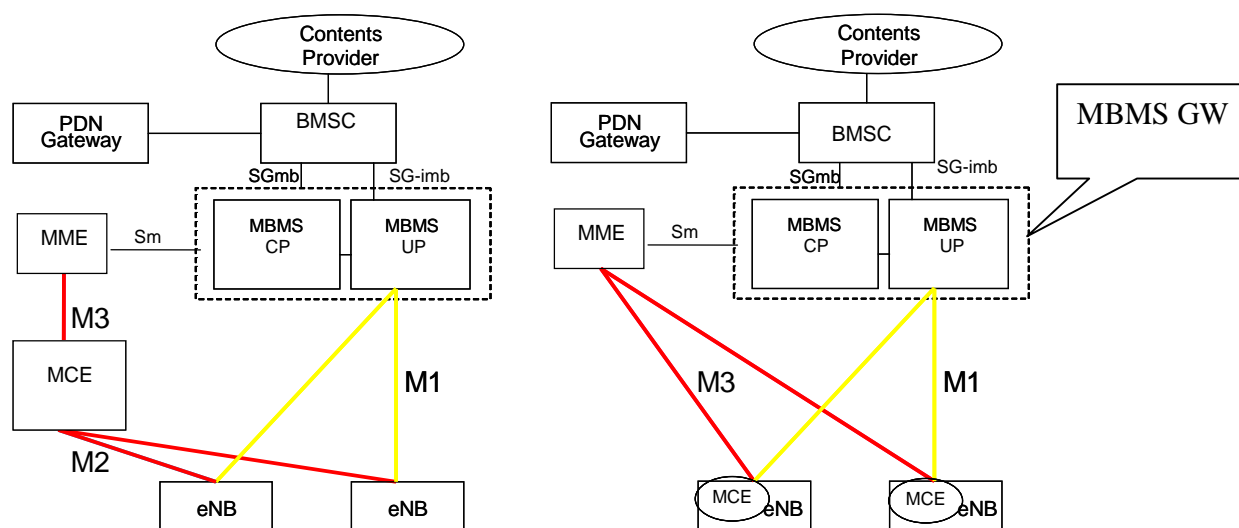 Contents
Provider
PDN
Gateway
BMSC
SGmb
SG-imb
MBMS
CP
MBMS
UP
MME
Sm
M3
MCE
M1
M2
eNB
eNB
Contents
Provider
PDN
Gateway
BMSC
MBMS GW
SGmb
SG-imb
MBMS
CP
MBMS
UP
MME
Sm
M3
M1
MCE
eNB
MCE
eNB